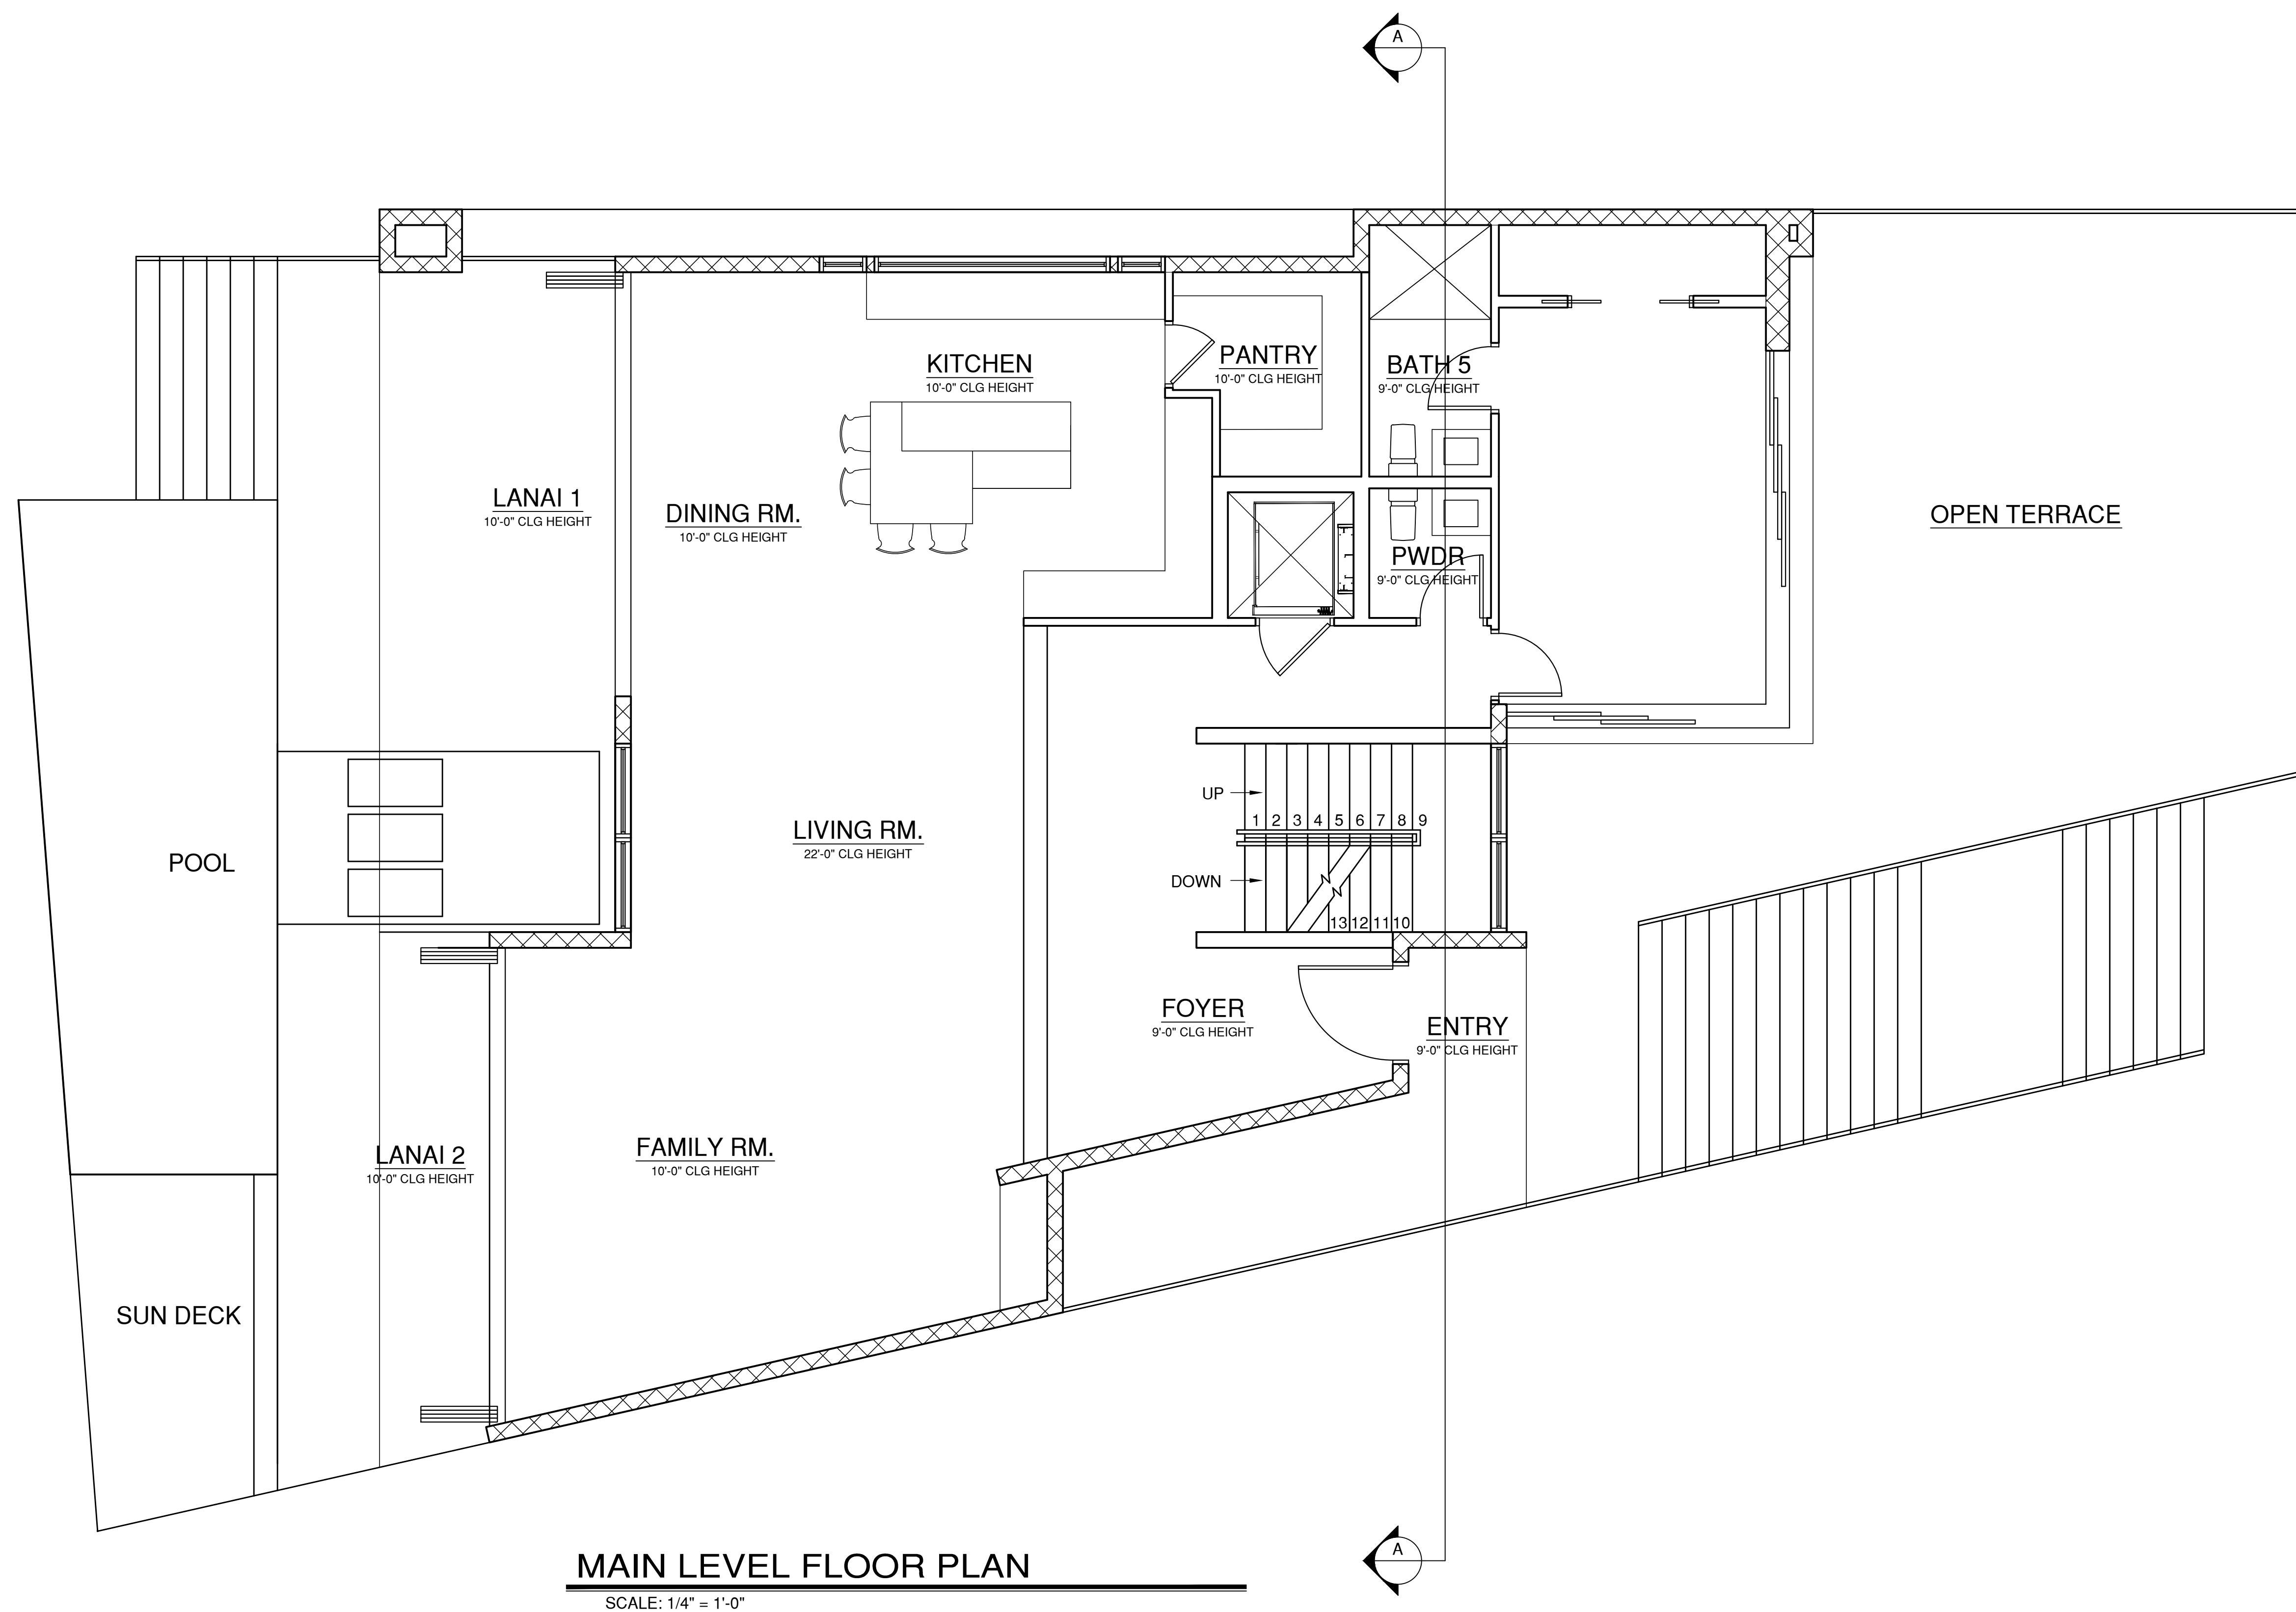 A
KITCHEN
10'-0" CLG HEIGHT
PANTRY
10'-0" CLG HEIGHT
BATH 5
9'-0" CLG HEIGHT
LANAI 1
10'-0" CLG HEIGHT
DINING RM.
10'-0" CLG HEIGHT
OPEN TERRACE
PWDR
9'-0" CLG HEIGHT
UP
1 2 3 4 5 6 7 8 9
LIVING RM.
22'-0" CLG HEIGHT
POOL
DOWN
13 12 11 10
FOYER
9'-0" CLG HEIGHT
ENTRY
9'-0" CLG HEIGHT
LANAI 2
10'-0" CLG HEIGHT
FAMILY RM.
10'-0" CLG HEIGHT
SUN DECK
A
MAIN LEVEL FLOOR PLAN
SCALE: 1/4" = 1'-0"